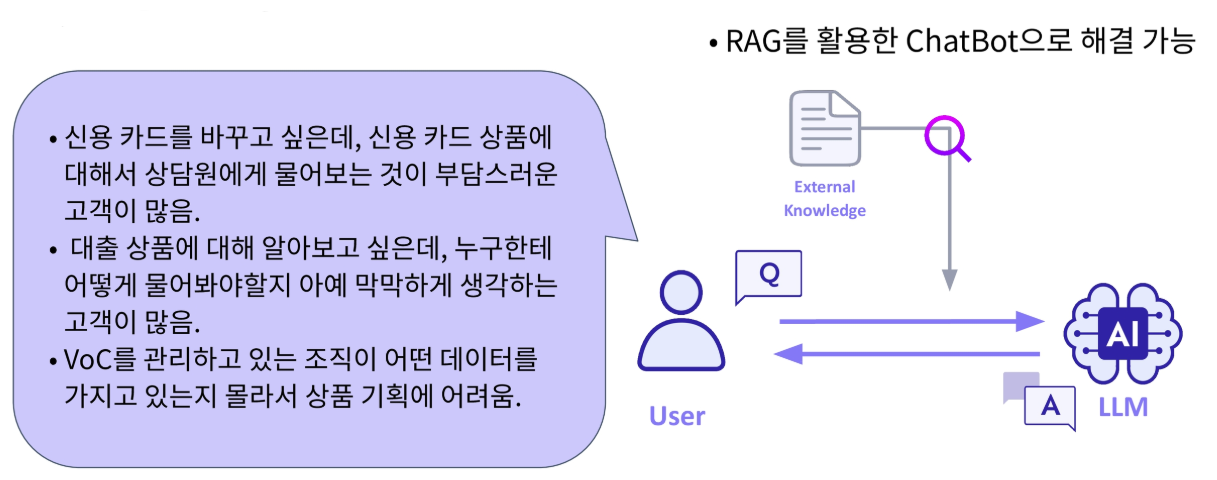 • RAG를 활용한 ChatBot으로 해결 가능
• 신용 카드를 바꾸고 싶은데, 신용 카드 상품에
대해서 상담원에게 물어보는 것이 부담스러운
고객이 많음.
• 대출 상품에 대해 알아보고 싶은데, 누구한테
어떻게 물어봐야할지 아예 막막하게 생각하는
고객이 많음.
• VoC를 관리하고 있는 조직이 어떤 데이터를
가지고 있는지 몰라서 상품 기획에 어려움.
External
Knowledge
Q
AI
A
User
LLM